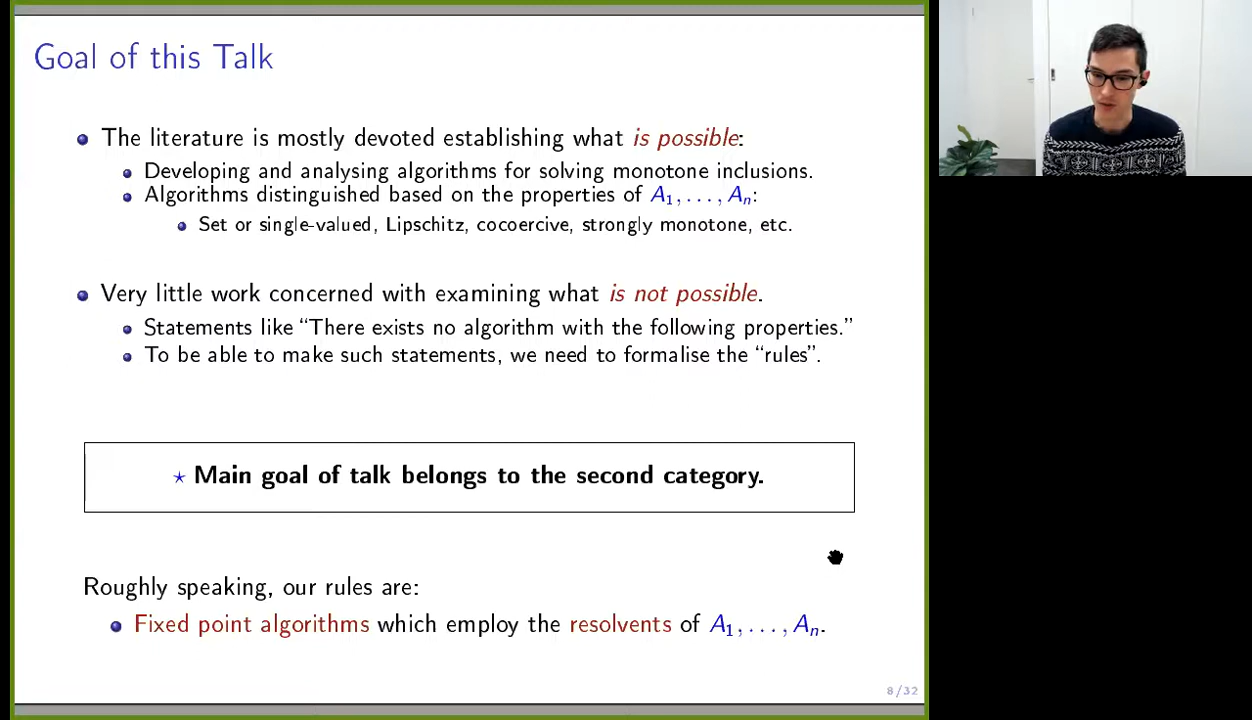 Goal of this Talk
The literature is mostly devoted establishing what is possible:
Developing and analysing algorithms for solving monotone inclusions.
Algorithms distinguished based on the properties of A₁, . . . , Aₙ:
Set or single-valued, Lipschitz, cocoercive, strongly monotone, etc.
Very little work concerned with examining what is not possible.
Statements like “There exists no algorithm with the following properties.”
To be able to make such statements, we need to formalise the “rules”.
⋆ Main goal of talk belongs to the second category.
Roughly speaking, our rules are:
Fixed point algorithms which employ the resolvents of A₁, . . . , Aₙ.
8/32